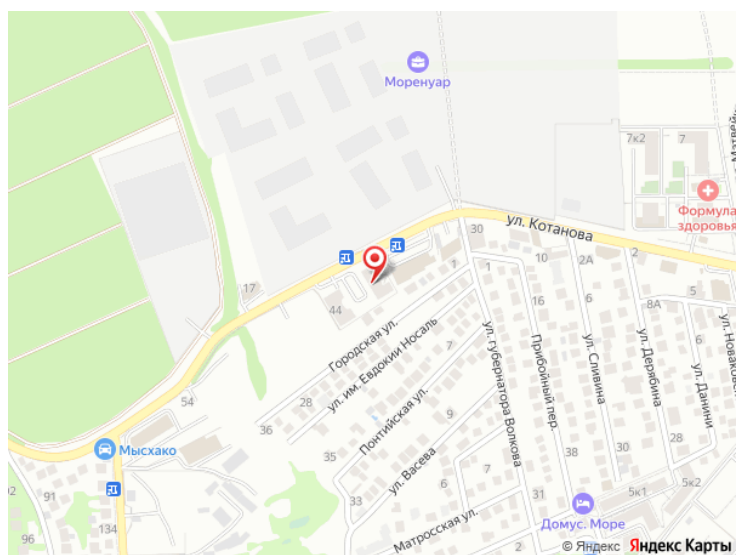 Моренуар
7к2
7
Формула
здоровья
ул. Котанова
30
10
2А
2
17
1
1
16
6
6
8А
5
44
Городская ул.
ул. им. Евдокии Носаль
7
28
36
54
Мысхако
Понтийская ул.
ул. губернатора Волкова
Прибойный пер.
ул. Сливина
ул. Дерябина
ул. Данини
9
35
ул. Васева
33
31
36
30
28
5к1
5к2
92
91
96
134
Матросская ул.
Домус. Море
© Яндекс Яндекс Карты